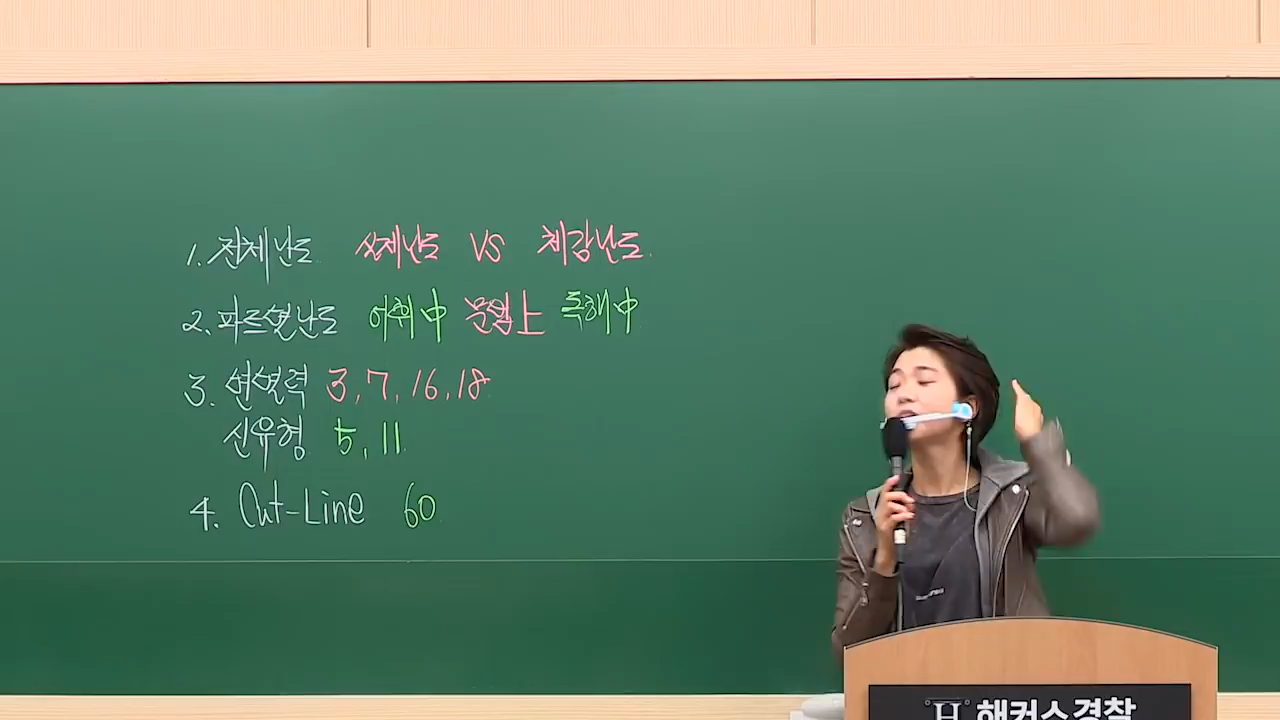 1. 전체난도 실제난도 VS 체감난도
2. 파트별난도 어휘中 문법上 독해中
3. 변별력 3, 7, 16, 18
신유형 5, 11
4. Cut-Line 60
H 해커스경찰